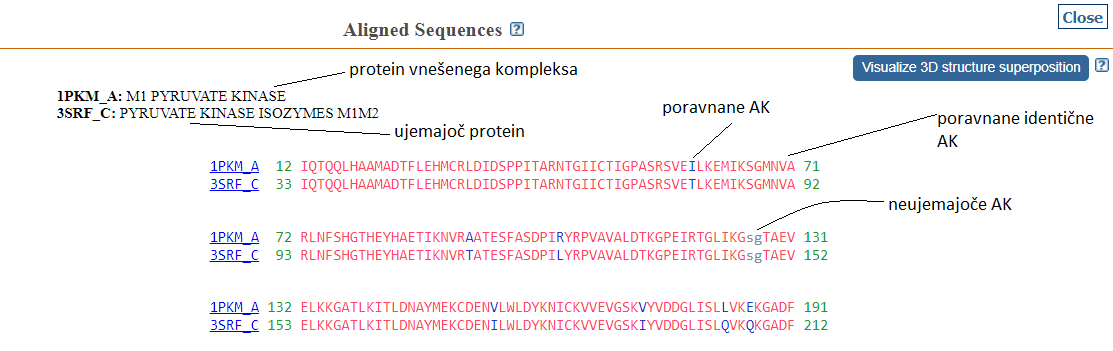 Close
Aligned Sequences ?
protein vnešenega kompleksa
Visualize 3D structure superposition ?
1PKM_A: M1 PYRUVATE KINASE
3SRF_C: PYRUVATE KINASE ISOZYMES M1M2
poravnane AK
ujemajoč protein
poravnane identične AK
1PKM_A 12 IQTQQLHAAMADTFLEHMCRLDIDSPPITARNTGIICTIGPASRSVEILKEMIKSGMNVA 71
3SRF_C 33 IQTQQLHAAMADTFLEHMCRLDIDSPPITARNTGIICTIGPASRSVETLKEMIKSGMNVA 92
neujemajoče AK
1PKM_A 72 RLNFSHGTHEYHAETIKNVRAATESFASDPIRYRPVAVALDTKGPEIRTGLIKGsgTAEV 131
3SRF_C 93 RLNFSHGTHEYHAETIKNVRTATESFASDPILYRPVAVALDTKGPEIRTGLIKGsgTAEV 152
1PKM_A 132 ELKKGATLKITLDNAYMEKCDENVLWLDYKNICKVVEVGSKVYVDDGLISLLVKEKGADF 191
3SRF_C 153 ELKKGATLKITLDNAYMEKCDENILWLDYKNICKVVEVGSKIYVDDGLISLQVKQKGADF 212